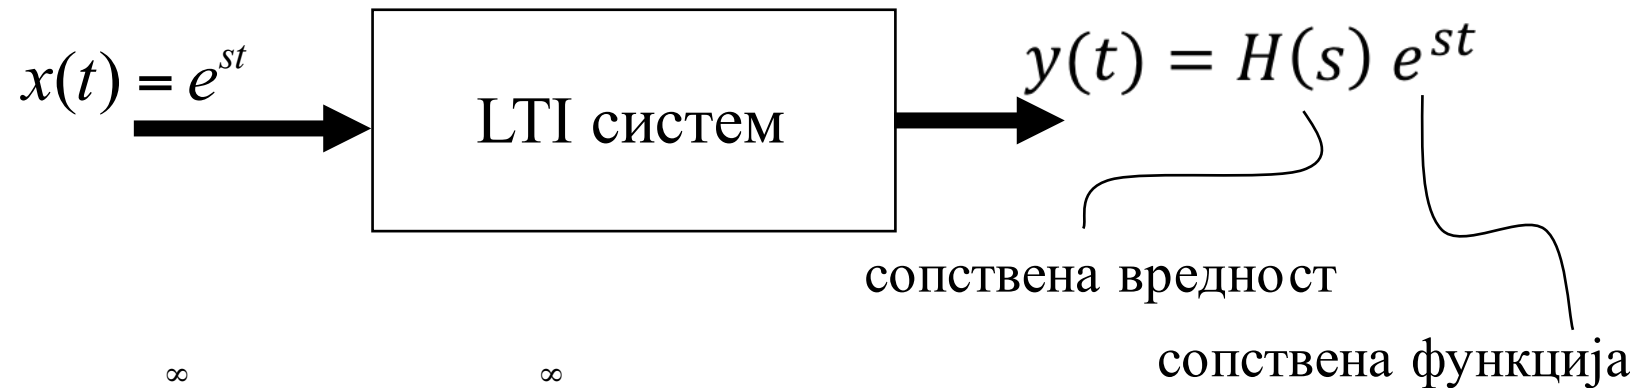 x(t) = e^{st}
LTI систем
y(t) = H(s) e^{st}
сопствена вредност
сопствена функција
∞ ∞